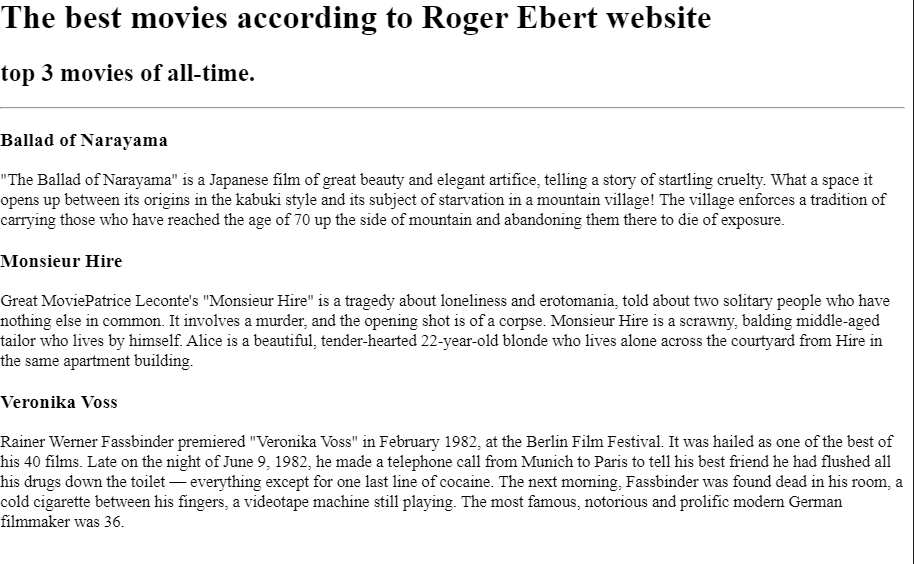 The best movies according to Roger Ebert website
top 3 movies of all-time.
Ballad of Narayama
"The Ballad of Narayama" is a Japanese film of great beauty and elegant artifice, telling a story of startling cruelty. What a space it
opens up between its origins in the kabuki style and its subject of starvation in a mountain village! The village enforces a tradition of
carrying those who have reached the age of 70 up the side of mountain and abandoning them there to die of exposure.
Monsieur Hire
Great MoviePatrice Leconte's "Monsieur Hire" is a tragedy about loneliness and erotomania, told about two solitary people who have
nothing else in common. It involves a murder, and the opening shot is of a corpse. Monsieur Hire is a scrawny, balding middle-aged
tailor who lives by himself. Alice is a beautiful, tender-hearted 22-year-old blonde who lives alone across the courtyard from Hire in
the same apartment building.
Veronika Voss
Rainer Werner Fassbinder premiered "Veronika Voss" in February 1982, at the Berlin Film Festival. It was hailed as one of the best of
his 40 films. Late on the night of June 9, 1982, he made a telephone call from Munich to Paris to tell his best friend he had flushed all
his drugs down the toilet — everything except for one last line of cocaine. The next morning, Fassbinder was found dead in his room, a
cold cigarette between his fingers, a videotape machine still playing. The most famous, notorious and prolific modern German
filmmaker was 36.